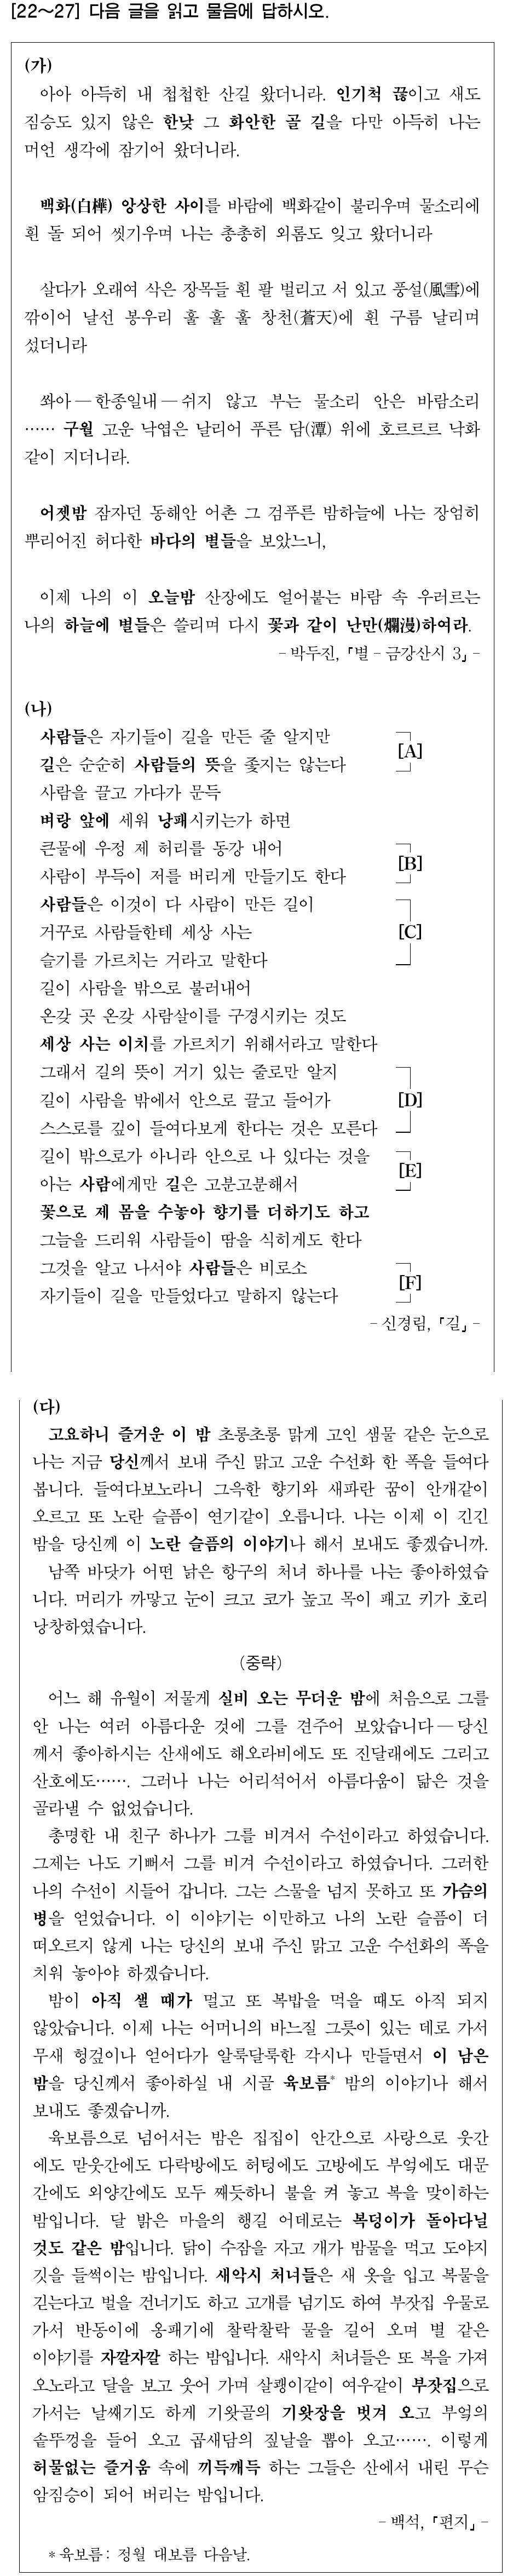 [22~27] 다음 글을 읽고 물음에 답하시오.
(가)
아아 아득히 내 첩첩한 산길 왔더니라. 인기척 끊이고 새도
짐승도 있지 않은 한낮 그 화안한 골 길을 다만 아득히 나는
머언 생각에 잠기어 왔더니라.
백화(白樺) 앙상한 사이를 바람에 백화같이 불리우며 물소리에
흰 돌 되어 씻기우며 나는 총총히 외롬도 잊고 왔더니라
살다가 오래여 삭은 장목들 흰 팔 벌리고 서 있고 풍설(風雪)에
깎이어 날선 봉우리 훌 훌 훌 창천(蒼天)에 흰 구름 날리며
섰더니라
쏴아 ― 한종일내 ― 쉬지 않고 부는 물소리 안은 바람소리
…… 구월 고운 낙엽은 날리어 푸른 담(潭) 위에 호르르르 낙화
같이 지더니라.
어젯밤 잠자던 동해안 어촌 그 검푸른 밤하늘에 나는 장엄히
뿌리어진 허다한 바다의 별들을 보았느니,
이제 나의 이 오늘밤 산장에도 얼어붙는 바람 속 우러르는
나의 하늘에 별들은 쓸리며 다시 꽃과 같이 난만(爛漫)하여라.
- 박두진, 「별 - 금강산시 3」 -
(나)
사람들은 자기들이 길을 만든 줄 알지만
길은 순순히 사람들의 뜻을 좇지는 않는다
[A]
사람을 끌고 가다가 문득
벼랑 앞에 세워 낭패시키는가 하면
큰물에 우정 제 허리를 동강 내어
사람이 부득이 저를 버리게 만들기도 한다
[B]
사람들은 이것이 다 사람이 만든 길이
거꾸로 사람들한테 세상 사는
슬기를 가르치는 거라고 말한다
[C]
길이 사람을 밖으로 불러내어
온갖 곳 온갖 사람살이를 구경시키는 것도
세상 사는 이치를 가르치기 위해서라고 말한다
그래서 길의 뜻이 거기 있는 줄로만 알지
길이 사람을 밖에서 안으로 끌고 들어가
스스로를 깊이 들여다보게 한다는 것은 모른다
[D]
길이 밖으로가 아니라 안으로 나 있다는 것을
아는 사람에게만 길은 고분고분해서
[E]
꽃으로 제 몸을 수놓아 향기를 더하기도 하고
그늘을 드리워 사람들이 땀을 식히게도 한다
그것을 알고 나서야 사람들은 비로소
자기들이 길을 만들었다고 말하지 않는다
[F]
- 신경림, 「길」 -
(다)
고요하니 즐거운 이 밤 초롱초롱 맑게 고인 샘물 같은 눈으로
나는 지금 당신께서 보내 주신 맑고 고운 수선화 한 폭을 들여다
봅니다. 들여다보노라니 그윽한 향기와 새파란 꿈이 안개같이
오르고 또 노란 슬픔이 연기같이 오릅니다. 나는 이제 이 긴긴
밤을 당신께 이 노란 슬픔의 이야기나 해서 보내도 좋겠습니까.
남쪽 바닷가 어떤 낡은 항구의 처녀 하나를 나는 좋아하였습
니다. 머리가 까맣고 눈이 크고 코가 높고 목이 패고 키가 호리
낭창하였습니다.
(중략)
어느 해 유월이 저물게 실비 오는 무더운 밤에 처음으로 그를
안 나는 여러 아름다운 것에 그를 견주어 보았습니다 ― 당신
께서 좋아하시는 산새에도 해오라비에도 또 진달래에도 그리고
산호에도……. 그러나 나는 어리석어서 아름다움이 닮은 것을
골라낼 수 없었습니다.
총명한 내 친구 하나가 그를 비겨서 수선이라고 하였습니다.
그제는 나도 기뻐서 그를 비겨 수선이라고 하였습니다. 그러한
나의 수선이 시들어 갑니다. 그는 스물을 넘지 못하고 또 가슴의
병을 얻었습니다. 이 이야기는 이만하고 나의 노란 슬픔이 더
떠오르지 않게 나는 당신의 보내 주신 맑고 고운 수선화의 폭을
치워 놓아야 하겠습니다.
밤이 아직 샐 때가 멀고 또 복밥을 먹을 때도 아직 되지
않았습니다. 이제 나는 어머니의 바느질 그릇이 있는 데로 가서
무새 헝겊이나 얻어다가 알룩달룩한 각시나 만들면서 이 남은
밤을 당신께서 좋아하실 내 시골 육보름* 밤의 이야기나 해서
보내도 좋겠습니까.
육보름으로 넘어서는 밤은 집집이 안간으로 사랑으로 웃간
에도 맏웃간에도 다락방에도 허텅에도 고방에도 부엌에도 대문
간에도 외양간에도 모두 째듯하니 불을 켜 놓고 복을 맞이하는
밤입니다. 달 밝은 마을의 행길 어데로는 복덩이가 돌아다닐
것도 같은 밤입니다. 닭이 수잠을 자고 개가 밤물을 먹고 도야지
깃을 들썩이는 밤입니다. 새악시 처녀들은 새 옷을 입고 복물을
긷는다고 벌을 건너기도 하고 고개를 넘기도 하여 부잣집 우물로
가서 반동이에 옹패기에 찰락찰락 물을 길어 오며 별 같은
이야기를 자깔자깔 하는 밤입니다. 새악시 처녀들은 또 복을 가져
오노라고 달을 보고 웃어 가며 살쾡이같이 여우같이 부잣집으로
가서는 날쌔기도 하게 기왓골의 기왓장을 벗겨 오고 부엌의
솥뚜껑을 들어 오고 곱새담의 짚날을 뽑아 오고……. 이렇게
허물없는 즐거움 속에 끼득깨득 하는 그들은 산에서 내린 무슨
암짐승이 되어 버리는 밤입니다.
- 백석, 「편지」 -
* 육보름 : 정월 대보름 다음날.